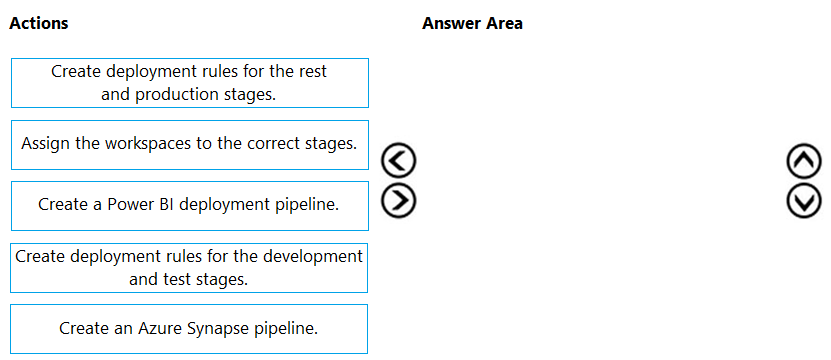 Actions
Answer Area
Create deployment rules for the rest
and production stages.
Assign the workspaces to the correct stages.
Create a Power BI deployment pipeline.
Create deployment rules for the development
and test stages.
Create an Azure Synapse pipeline.